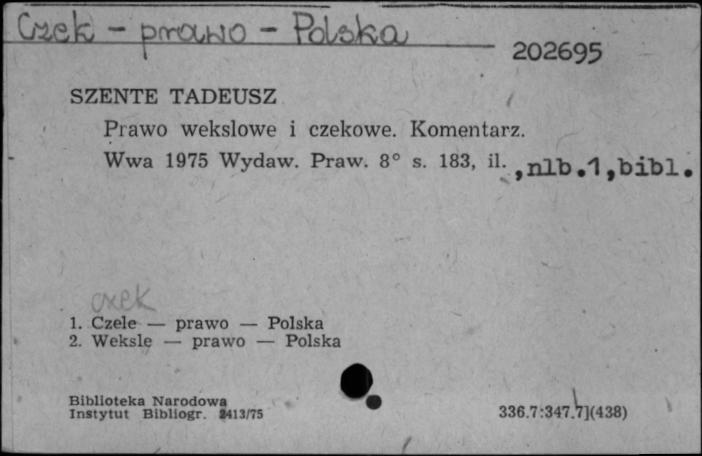 Czek - prawo - Polska
202695
SZENTE TADEUSZ
Prawo wekslowe i czekowe. Komentarz.
Wwa 1975 Wydaw. Praw. 8° s. 183, il. ,nlb.1,bibl.
czek
1. Czele — prawo — Polska
2. Weksle — prawo — Polska
Biblioteka Narodowa
Instytut Bibliogr. 2413/75
336.7:347.7](438)